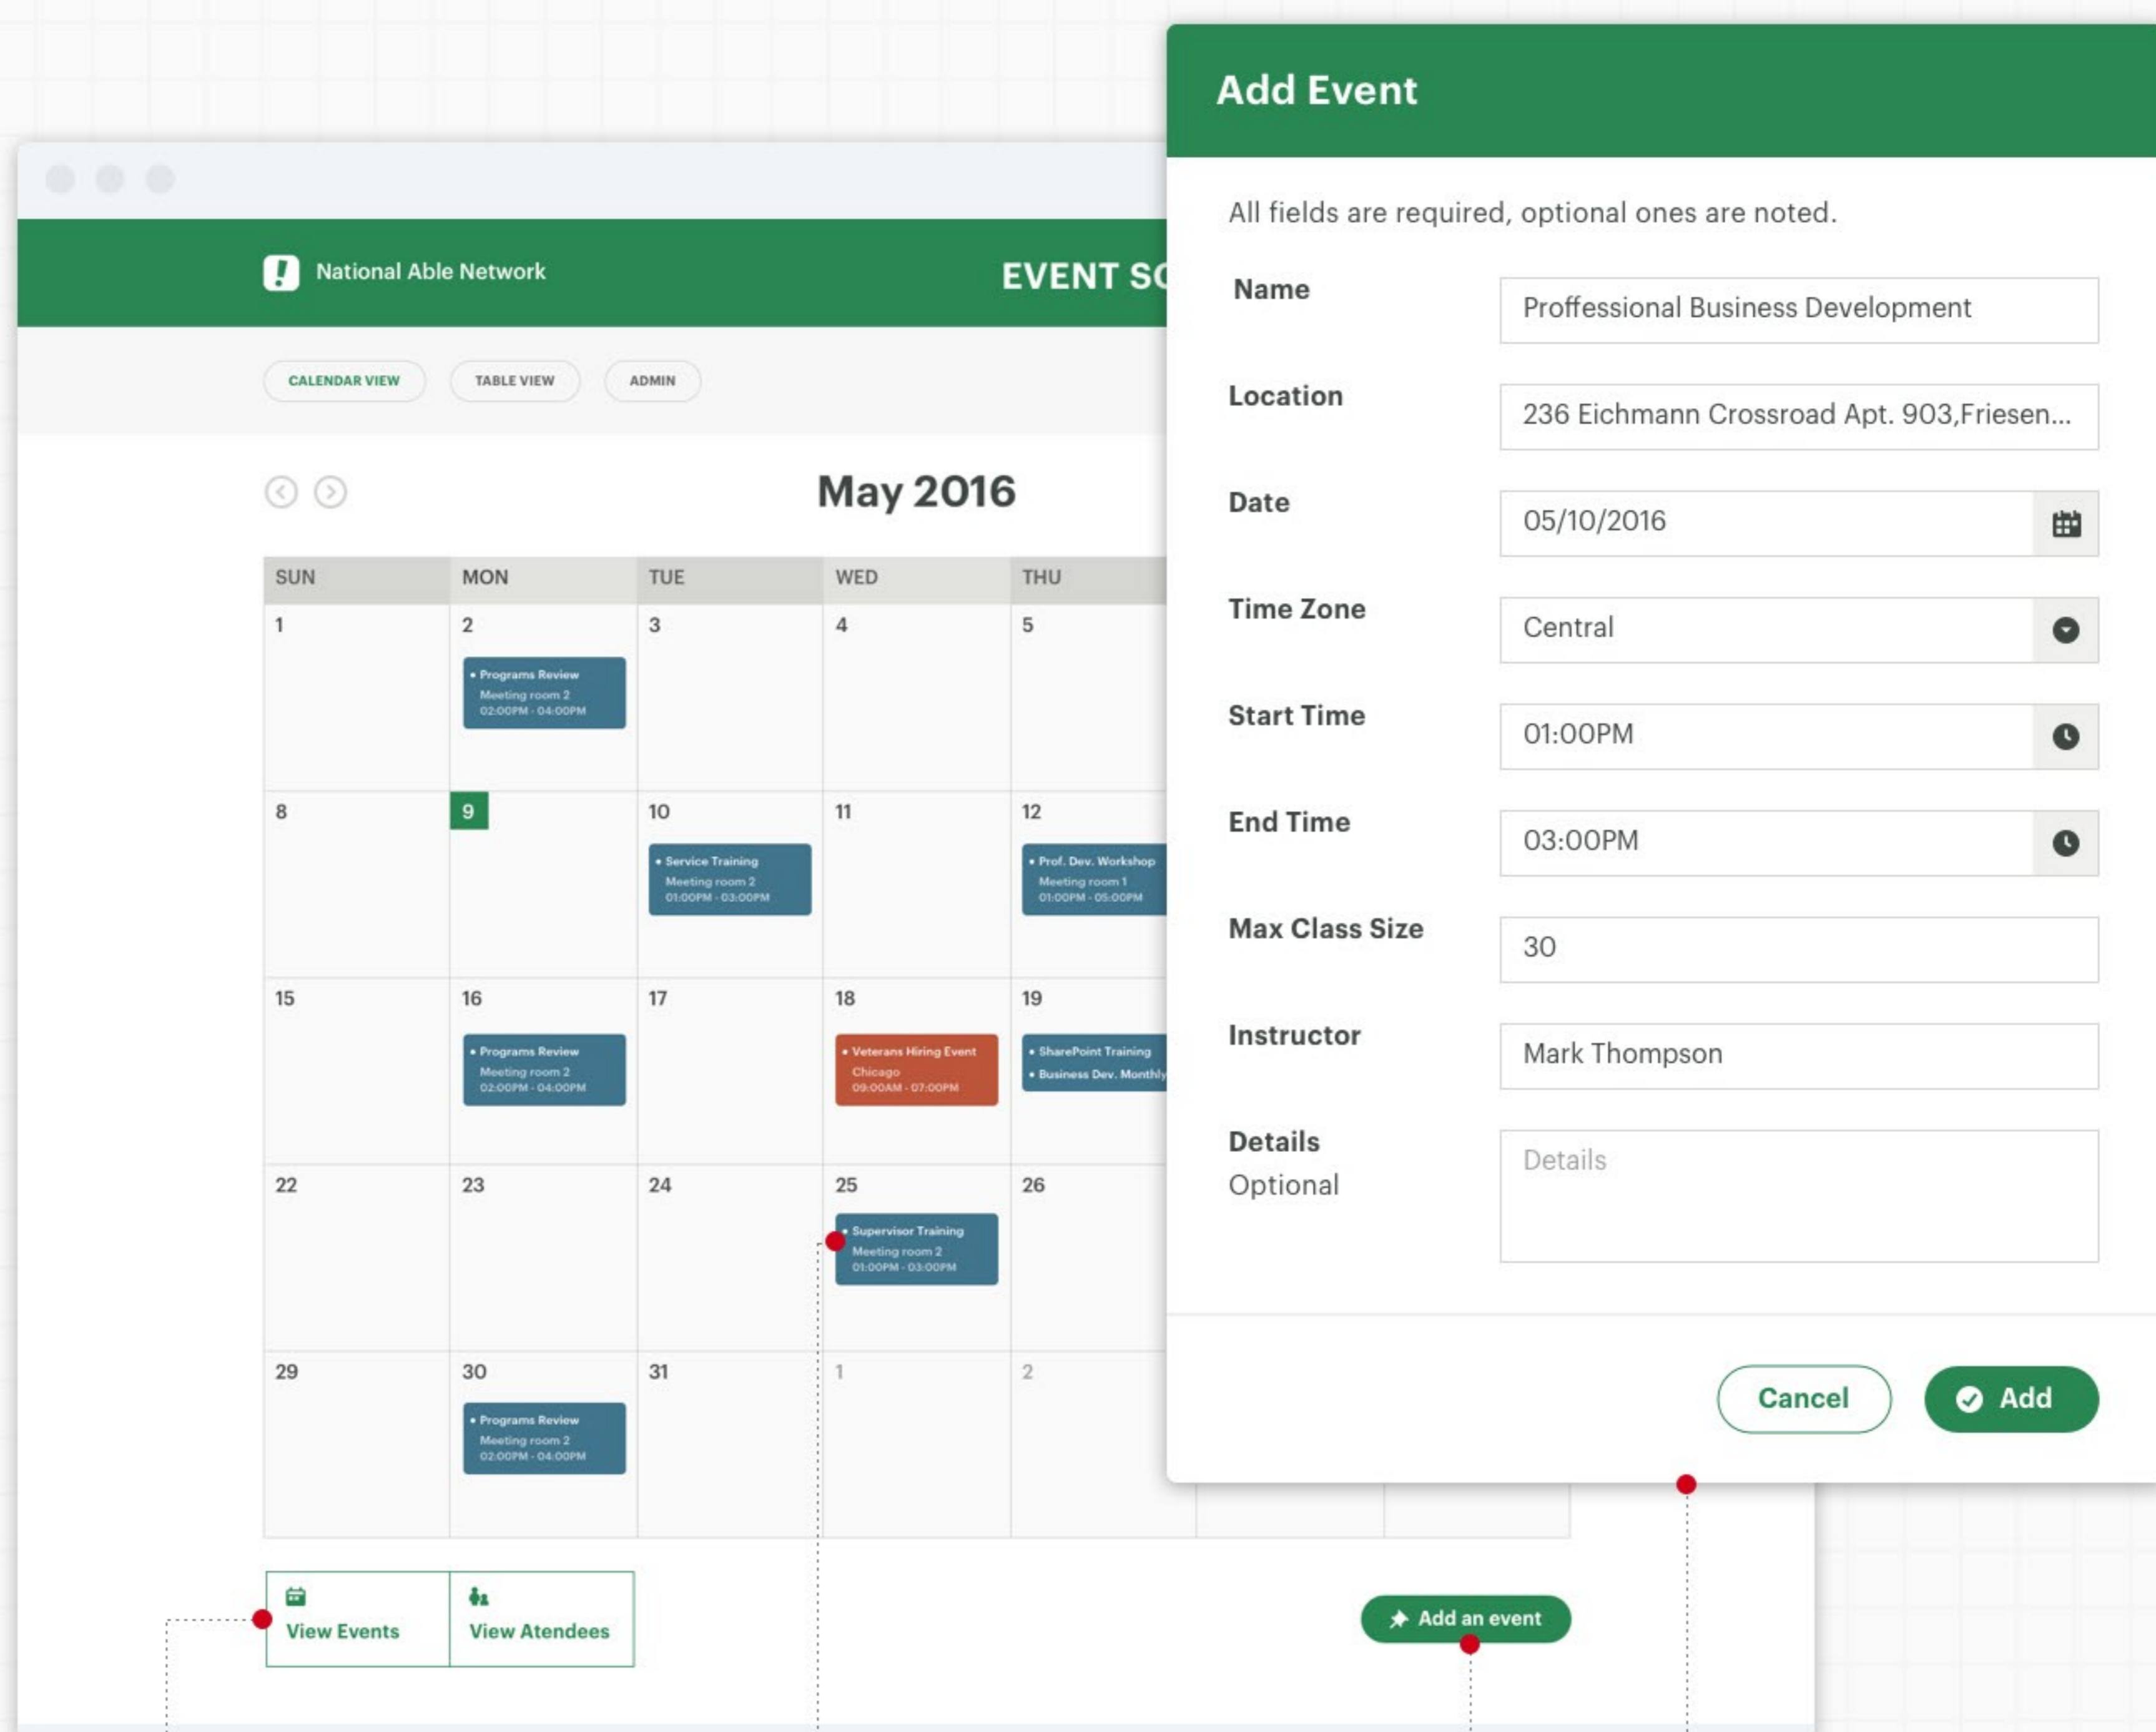 Add Event
All fields are required, optional ones are noted.
Name
Proffessional Business Development
Location
236 Eichmann Crossroad Apt. 903,Friesen...
Date
05/10/2016
Time Zone
Central
Start Time
01:00PM
End Time
03:00PM
Max Class Size
30
Instructor
Mark Thompson
Details
Optional
Details
Cancel
Add
National Able Network
EVENT
CALENDAR VIEW
TABLE VIEW
ADMIN
May 2016
SUN MON TUE WED THU
1 2 3 4 5
• Programs Review
Meeting room 2
02:00PM - 04:00PM
8 9 10 11 12
• Service Training
Meeting room 2
01:00PM - 03:00PM
• Prof. Dev. Workshop
Meeting room 1
01:00PM - 05:00PM
15 16 17 18 19
• Programs Review
Meeting room 2
02:00PM - 04:00PM
• Veterans Hiring Event
Chicago
09:00AM - 07:00PM
• SharePoint Training
• Business Dev. Monthly
22 23 24 25 26
• Supervisor Training
Meeting room 2
01:00PM - 03:00PM
29 30 31 1 2
• Programs Review
Meeting room 2
02:00PM - 04:00PM
View Events
View Atendees
Add an event